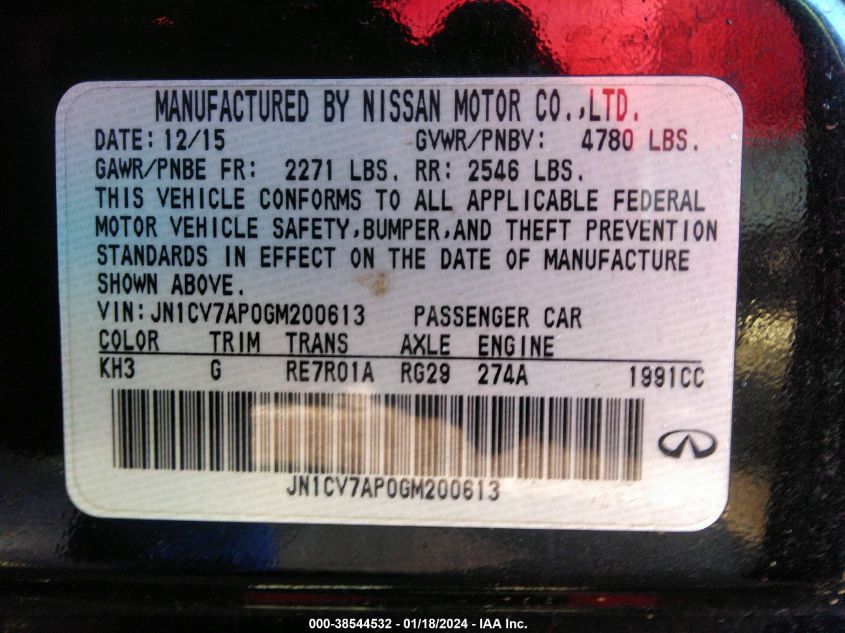 MANUFACTURED BY NISSAN MOTOR CO.,LTD.
DATE: 12/15 GVWR/PNBV: 4780 LBS.
GAWR/PNBE FR: 2271 LBS. RR: 2546 LBS.
THIS VEHICLE CONFORMS TO ALL APPLICABLE FEDERAL
MOTOR VEHICLE SAFETY,BUMPER,AND THEFT PREVENTION
STANDARDS IN EFFECT ON THE DATE OF MANUFACTURE
SHOWN ABOVE.
VIN: JN1CV7AP0GM200613 PASSENGER CAR
COLOR TRIM TRANS AXLE ENGINE
KH3 G RE7R01A RG29 274A 1991CC
JN1CV7AP0GM200613
000-38544532 - 01/18/2024 - IAA Inc.